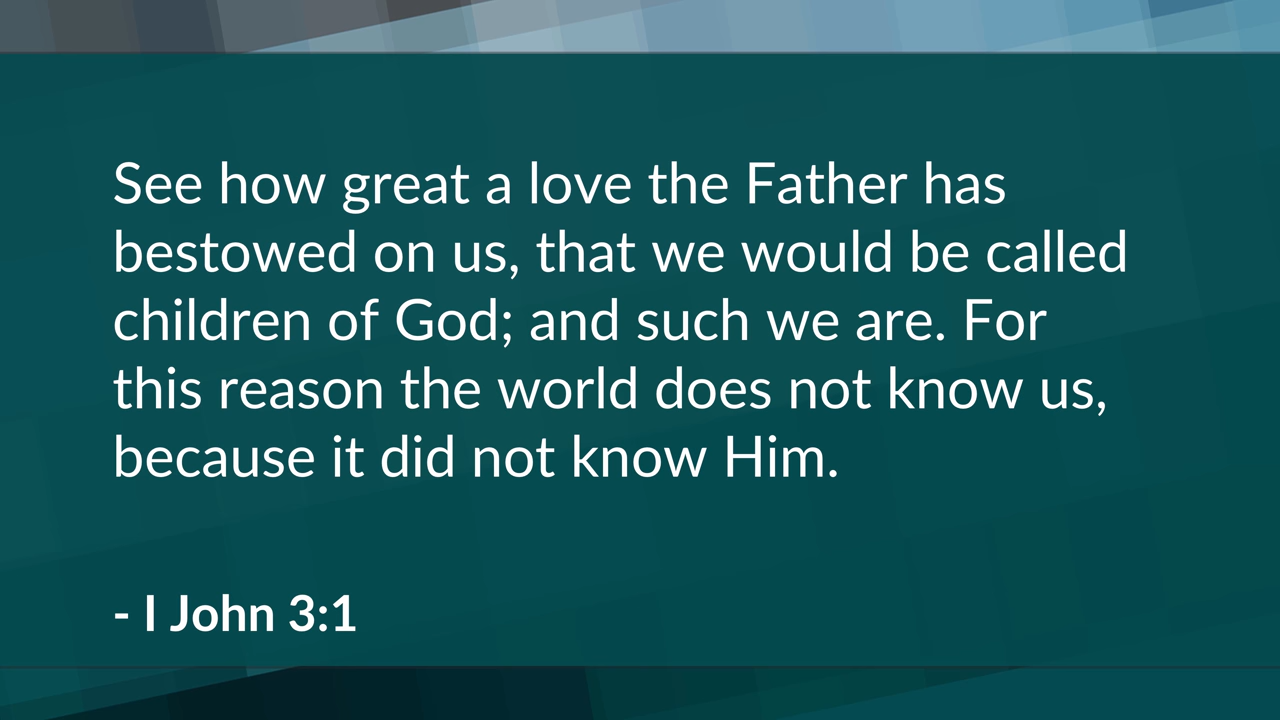 See how great a love the Father has
bestowed on us, that we would be called
children of God; and such we are. For
this reason the world does not know us,
because it did not know Him.
- I John 3:1